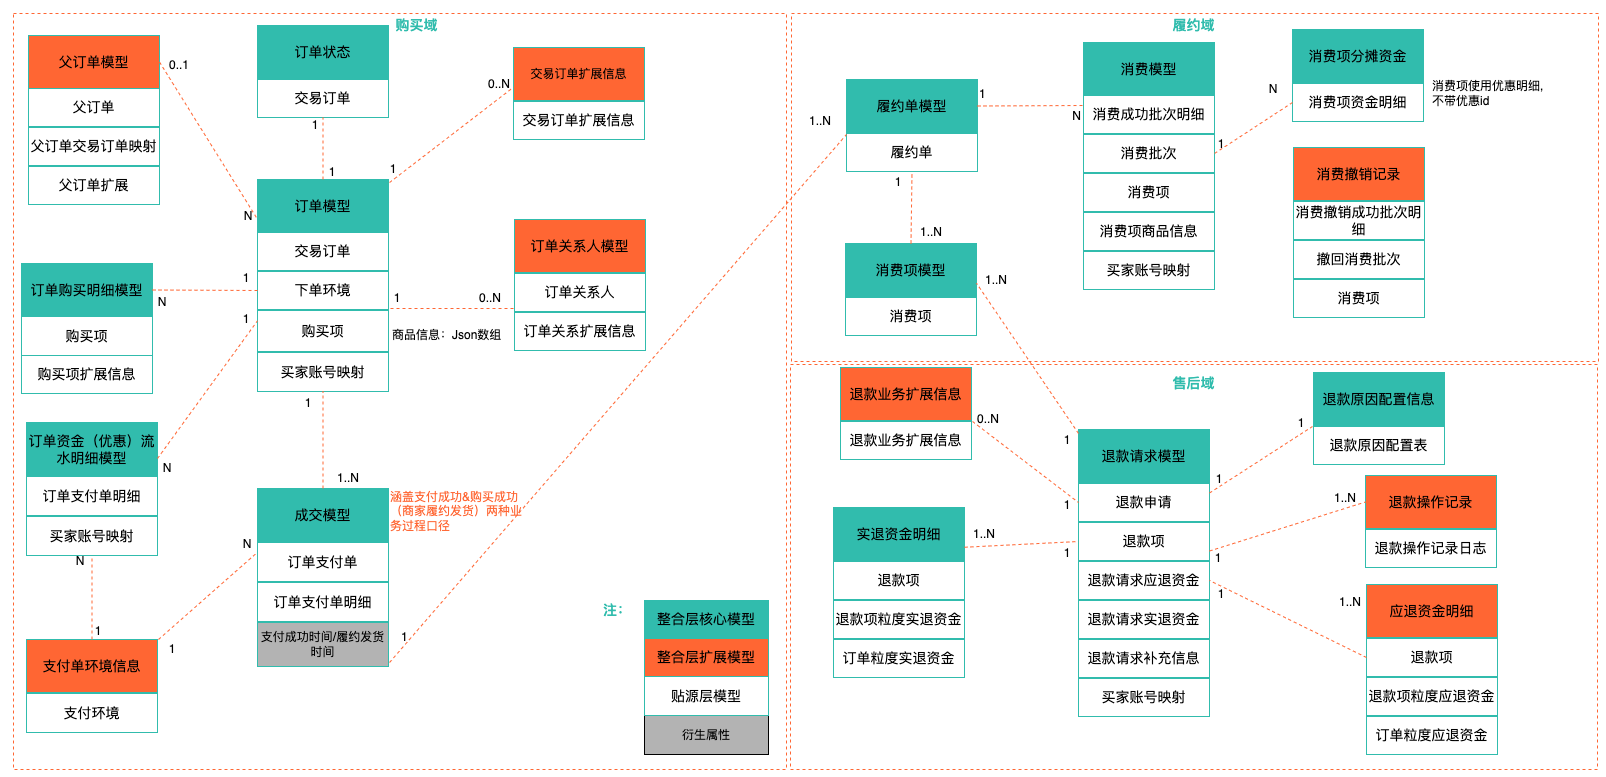 购买域
父订单模型
父订单
父订单交易订单映射
父订单扩展
0..1
N
订单状态
交易订单
1
1
交易订单扩展信息
交易订单扩展信息
0..N
1
订单模型
交易订单
下单环境
购买项
买家账号映射
商品信息：Json数组
订单关系人模型
订单关系人
订单关系扩展信息
1
0..N
订单购买明细模型
购买项
购买项扩展信息
1
N
1
订单资金（优惠）流
水明细模型
订单支付单明细
买家账号映射
N
N
1
支付单环境信息
支付环境
1
N
1
1..N
成交模型
订单支付单
订单支付单明细
支付成功时间/履约发货
时间
涵盖支付成功&购买成功
（商家履约发货）两种业
务过程口径
1
1..N
注：
整合层核心模型
整合层扩展模型
贴源层模型
衍生属性
履约域
履约单模型
履约单
1
N
1
1..N
消费项模型
消费项
1..N
1
消费模型
消费成功批次明细
消费批次
消费项
消费项商品信息
买家账号映射
1
N
消费项分摊资金
消费项资金明细
消费项使用优惠明细,
不带优惠id
消费撤销记录
消费撤销成功批次明
细
撤回消费批次
消费项
售后域
退款业务扩展信息
退款业务扩展信息
0..N
1
实退资金明细
退款项
退款项粒度实退资金
订单粒度实退资金
1..N
1
退款请求模型
退款申请
退款项
退款请求应退资金
退款请求实退资金
退款请求补充信息
买家账号映射
退款原因配置信息
退款原因配置表
1
1
退款操作记录
退款操作记录日志
1..N
1
应退资金明细
退款项
退款项粒度应退资金
订单粒度应退资金
1..N
1